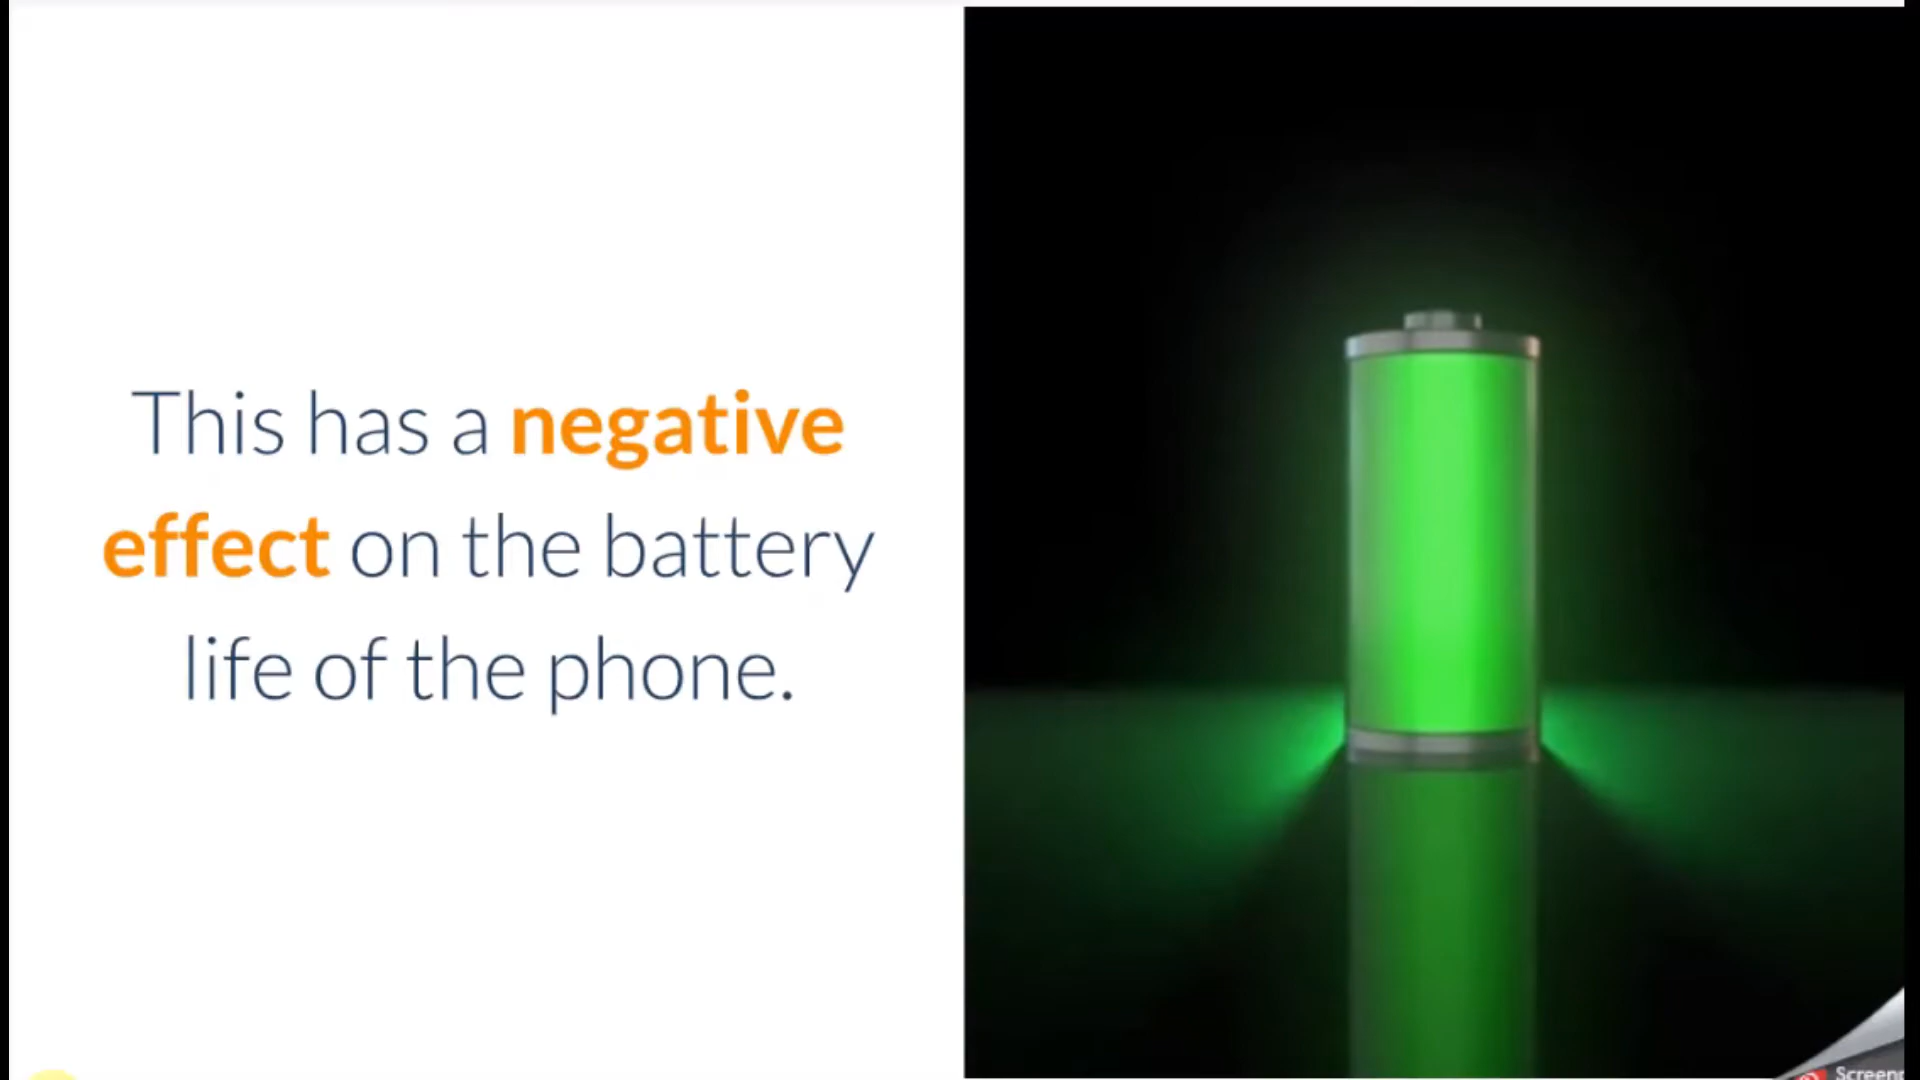 This has a negative
effect on the battery
life of the phone.